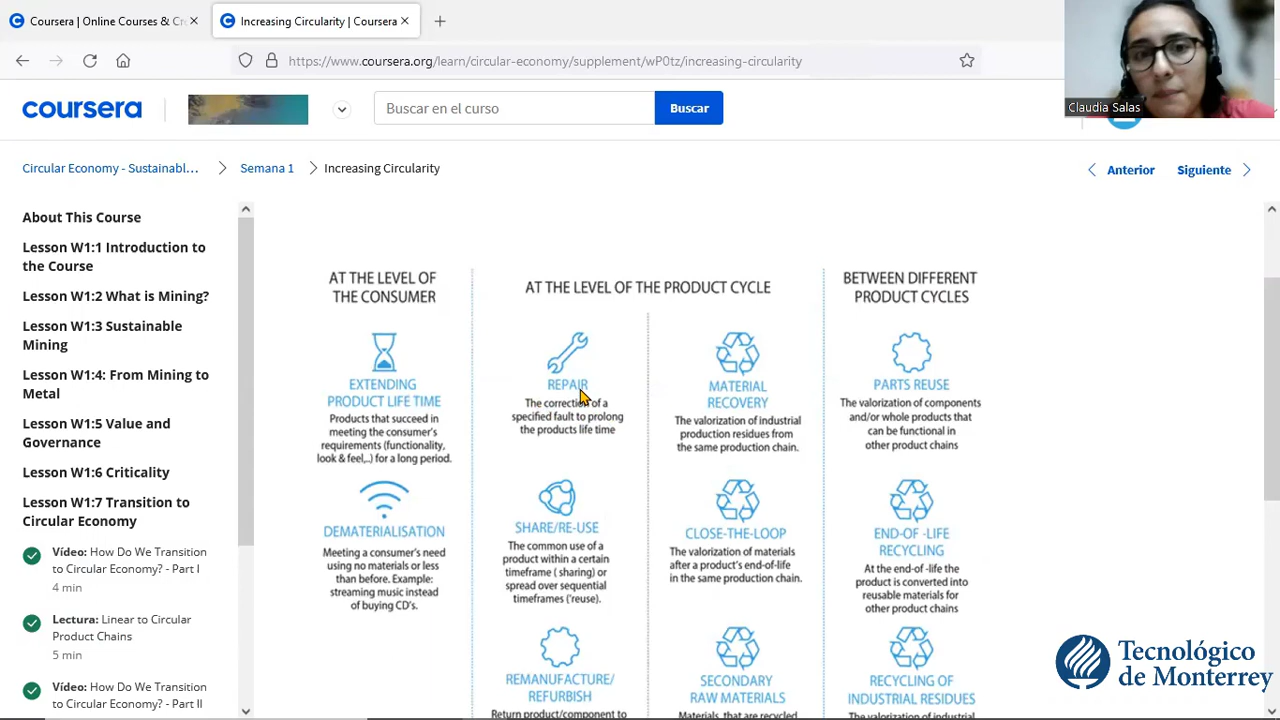 Coursera | Online Courses & Cr
Increasing Circularity | Coursera
https://www.coursera.org/learn/circular-economy/supplement/wP0tz/increasing-circularity
Claudia Salas
coursera
Buscar en el curso
Buscar
Circular Economy - Sustainabl...
Semana 1
Increasing Circularity
Anterior
Siguiente
About This Course
Lesson W1:1 Introduction to
the Course
Lesson W1:2 What is Mining?
Lesson W1:3 Sustainable
Mining
Lesson W1:4: From Mining to
Metal
Lesson W1:5 Value and
Governance
Lesson W1:6 Criticality
Lesson W1:7 Transition to
Circular Economy
Vídeo: How Do We Transition
to Circular Economy? - Part I
4 min
Lectura: Linear to Circular
Product Chains
5 min
Vídeo: How Do We Transition
to Circular Economy? - Part II
AT THE LEVEL OF
THE CONSUMER
EXTENDING
PRODUCT LIFE TIME
Products that succeed in
meeting the consumer's
requirements (functionality,
look & feel,..) for a long period.
DEMATERIALISATION
Meeting a consumer's need
using no materials or less
than before. Example:
streaming music instead
of buying CD's.
AT THE LEVEL OF THE PRODUCT CYCLE
REPAIR
The correction of a
specified fault to prolong
the products life time
SHARE/RE-USE
The common use of a
product within a certain
timeframe ( sharing) or
spread over sequential
timeframes ('reuse).
REMANUFACTURE/
REFURBISH
Return product/component to
MATERIAL
RECOVERY
The valorization of industrial
production residues from
the same production chain.
CLOSE-THE-LOOP
The valorization of materials
after a product's end-of-life
in the same production chain.
SECONDARY
RAW MATERIALS
Materials, that are recycled
BETWEEN DIFFERENT
PRODUCT CYCLES
PARTS REUSE
The valorization of components
and/or whole products that
can be functional in
other product chains
END-OF -LIFE
RECYCLING
At the end-of -life the
product is converted into
reusable materials for
other product chains
RECYCLING OF
INDUSTRIAL RESIDUES
The valorization of industrial
Tecnológico
de Monterrey